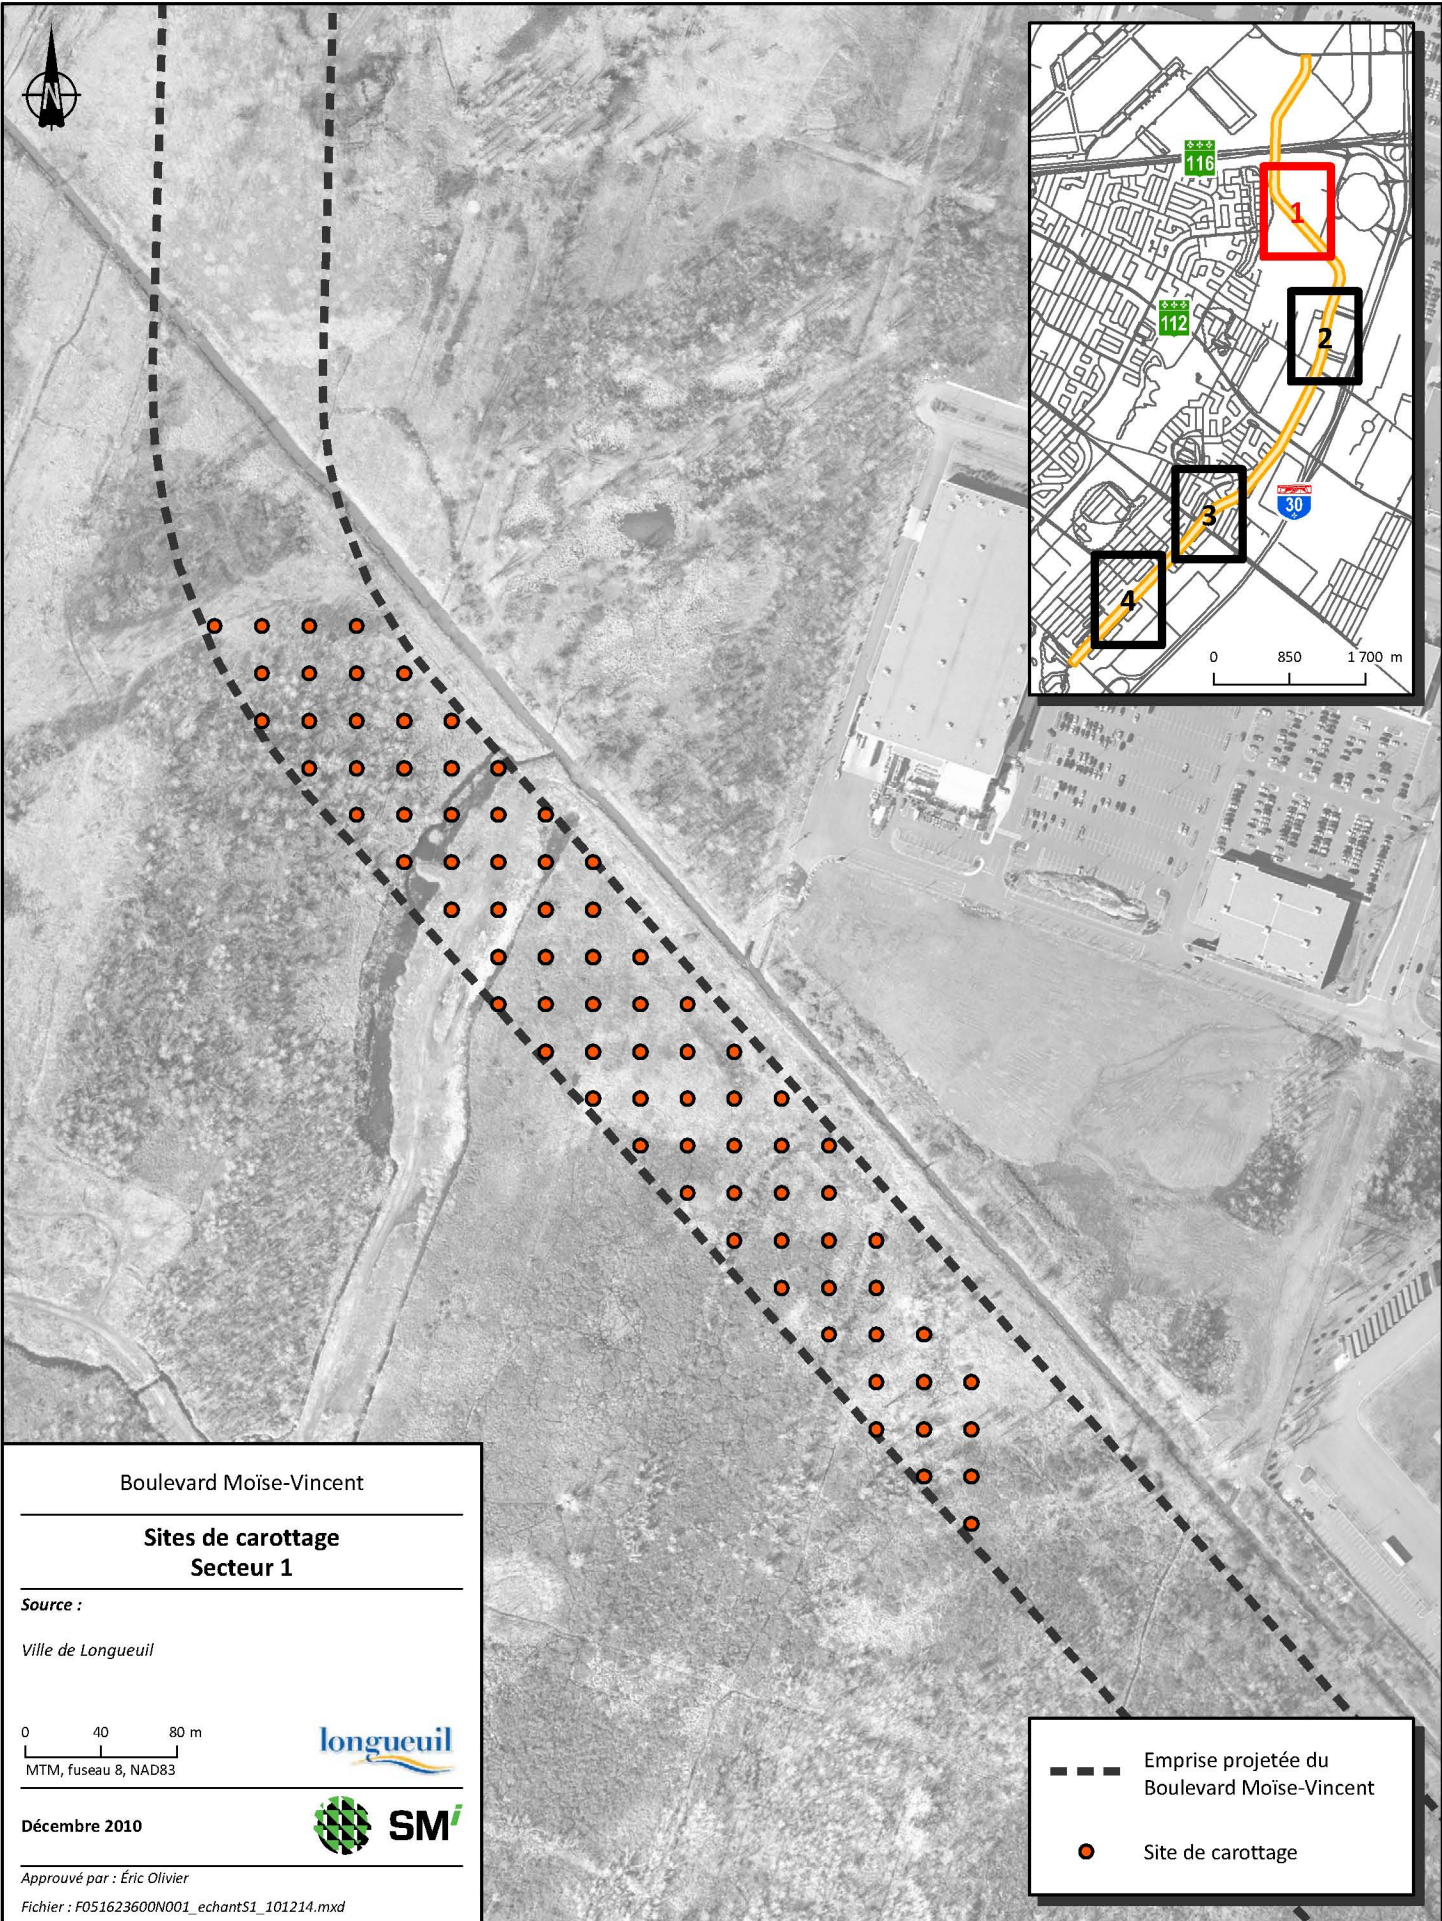 N
116
1
112
2
3
30
4
0 850 1 700 m
Boulevard Moïse-Vincent
Sites de carottage
Secteur 1
Source :
Ville de Longueuil
0 40 80 m
MTM, fuseau 8, NAD83
longueuil
Décembre 2010
SMi
Approuvé par : Éric Olivier
Fichier : F051623600N001_echantS1_101214.mxd
Emprise projetée du
Boulevard Moïse-Vincent
Site de carottage